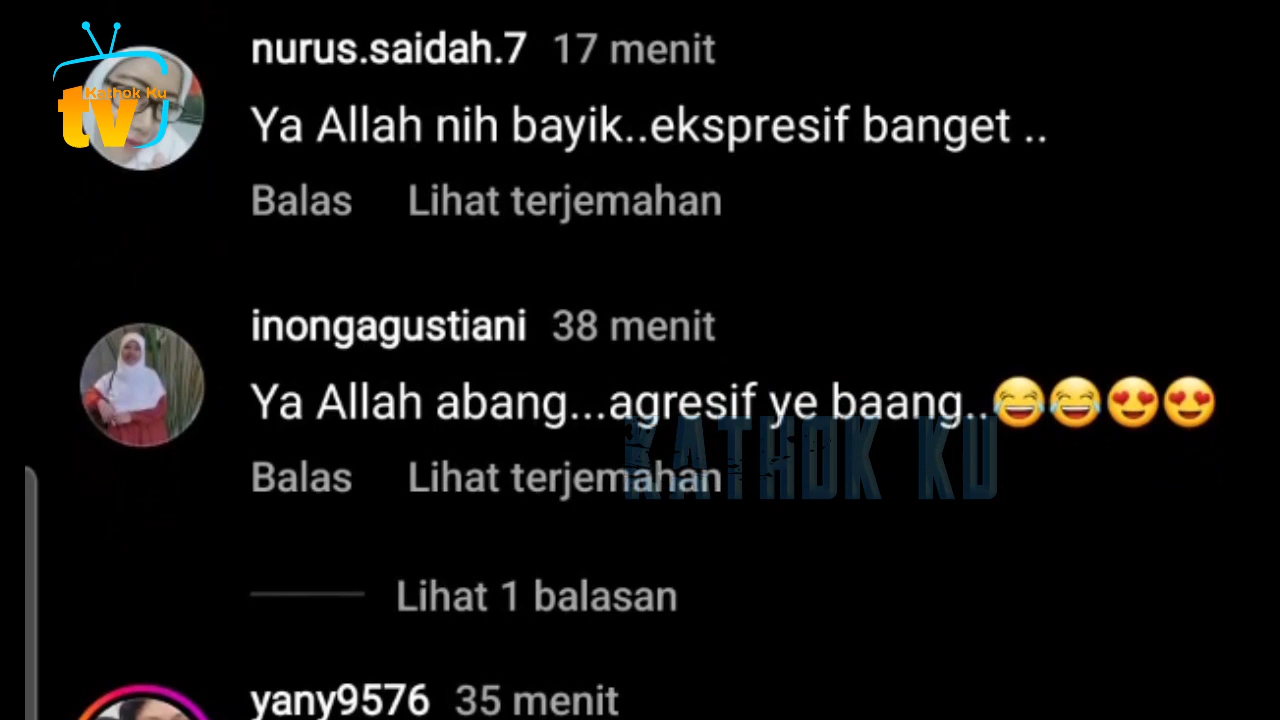 nurus.saidah.7 17 menit
Kathok Ku
tv
Ya Allah nih bayik..ekspresif banget ..
Balas Lihat terjemahan
inongagustiani 38 menit
Ya Allah abang...agresif ye baang..😂😂😍😍
KATHOK KU
Balas Lihat terjemahan
Lihat 1 balasan
yany9576 35 menit